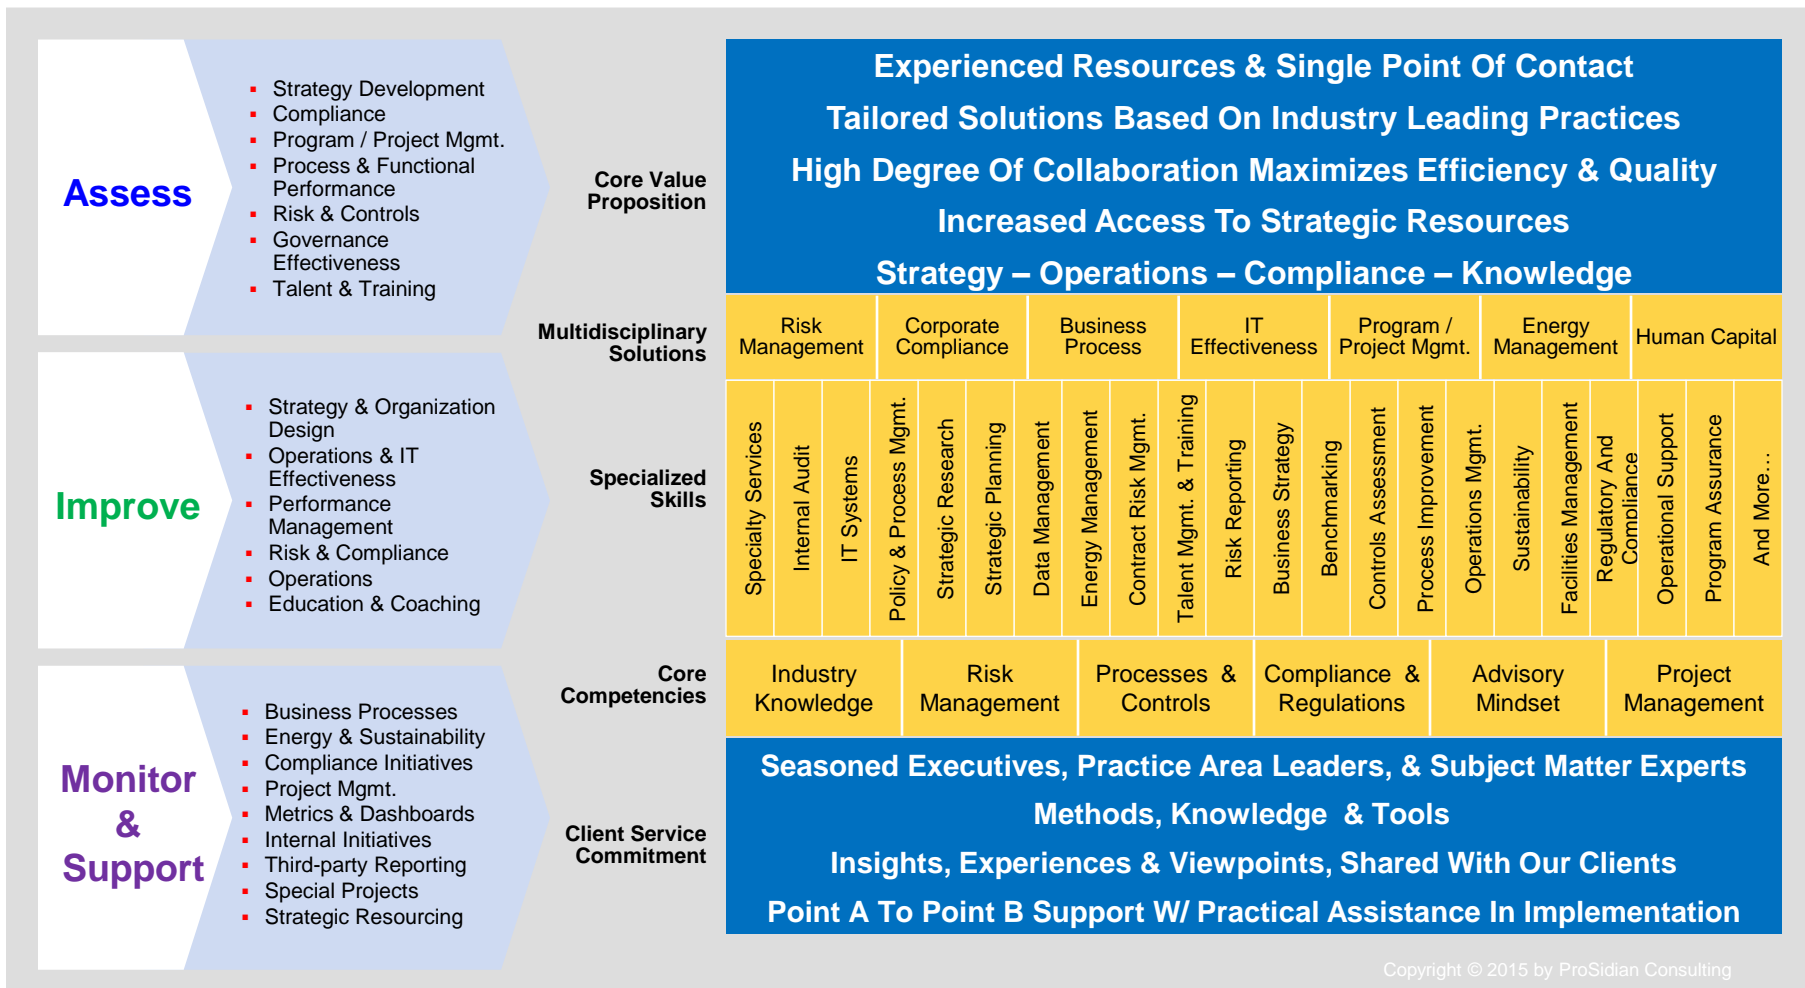 Assess
Strategy Development
Compliance
Program / Project Mgmt.
Process & Functional
Performance
Risk & Controls
Governance
Effectiveness
Talent & Training
Improve
Strategy & Organization
Design
Operations & IT
Effectiveness
Performance
Management
Risk & Compliance
Operations
Education & Coaching
Monitor
&
Support
Business Processes
Energy & Sustainability
Compliance Initiatives
Project Mgmt.
Metrics & Dashboards
Internal Initiatives
Third-party Reporting
Special Projects
Strategic Resourcing
Core Value
Proposition
Experienced Resources & Single Point Of Contact
Tailored Solutions Based On Industry Leading Practices
High Degree Of Collaboration Maximizes Efficiency & Quality
Increased Access To Strategic Resources
Strategy – Operations – Compliance – Knowledge
Multidisciplinary
Solutions
Risk
Management
Corporate
Compliance
Business
Process
IT
Effectiveness
Program /
Project Mgmt.
Energy
Management
Human Capital
Specialized
Skills
Specialty Services
Internal Audit
IT Systems
Policy & Process Mgmt.
Strategic Research
Strategic Planning
Data Management
Energy Management
Contract Risk Mgmt.
Talent Mgmt. & Training
Risk Reporting
Business Strategy
Benchmarking
Controls Assessment
Process Improvement
Operations Mgmt.
Sustainability
Facilities Management
Regulatory And
Compliance
Operational Support
Program Assurance
And More…
Core
Competencies
Industry
Knowledge
Risk
Management
Processes &
Controls
Compliance &
Regulations
Advisory
Mindset
Project
Management
Client Service
Commitment
Seasoned Executives, Practice Area Leaders, & Subject Matter Experts
Methods, Knowledge & Tools
Insights, Experiences & Viewpoints, Shared With Our Clients
Point A To Point B Support W/ Practical Assistance In Implementation
Copyright © 2015 by ProSidian Consulting